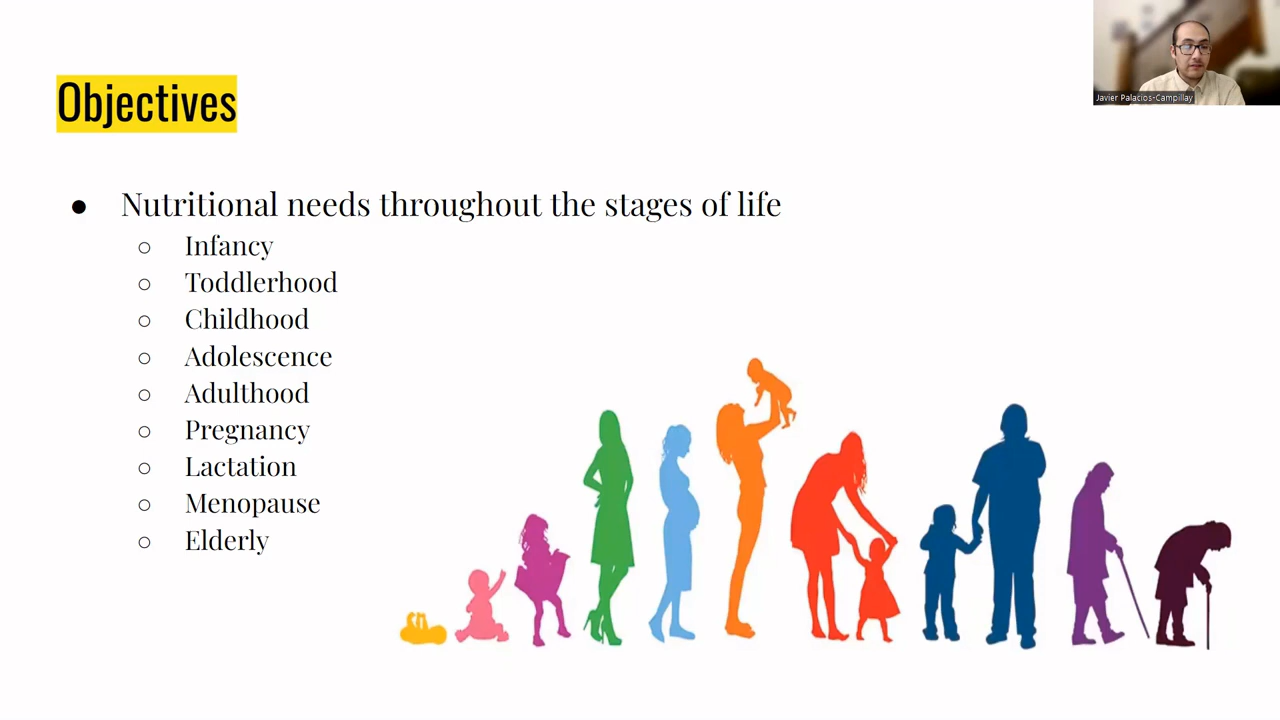 Objectives
● Nutritional needs throughout the stages of life
○ Infancy
○ Toddlerhood
○ Childhood
○ Adolescence
○ Adulthood
○ Pregnancy
○ Lactation
○ Menopause
○ Elderly
Javier Palacios-Campillay